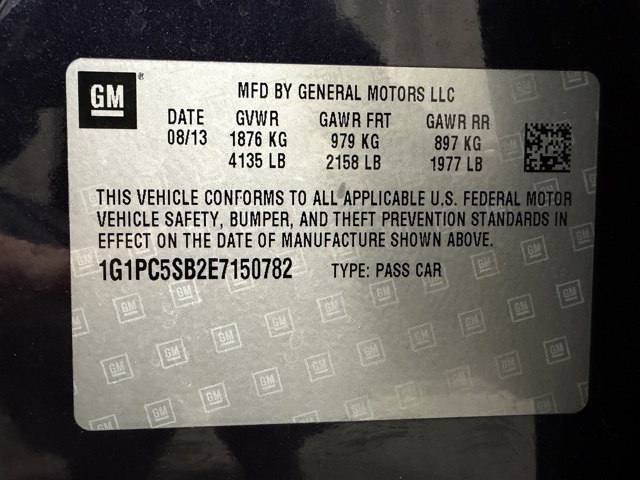 GM ®
MFD BY GENERAL MOTORS LLC
DATE GVWR GAWR FRT GAWR RR
08/13 1876 KG 979 KG 897 KG
4135 LB 2158 LB 1977 LB
THIS VEHICLE CONFORMS TO ALL APPLICABLE U.S. FEDERAL MOTOR
VEHICLE SAFETY, BUMPER, AND THEFT PREVENTION STANDARDS IN
EFFECT ON THE DATE OF MANUFACTURE SHOWN ABOVE.
1G1PC5SB2E7150782 TYPE: PASS CAR